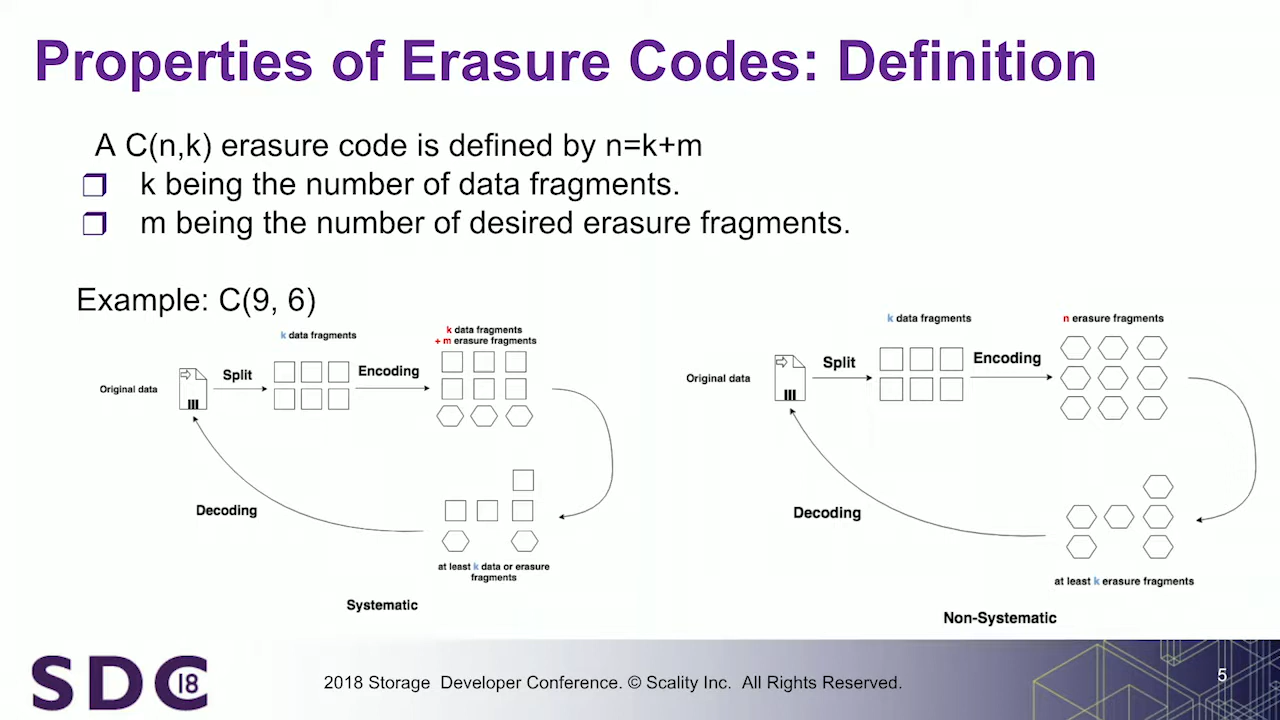 Properties of Erasure Codes: Definition
A C(n,k) erasure code is defined by n=k+m
k being the number of data fragments.
m being the number of desired erasure fragments.
Example: C(9, 6)
k data fragments
k data fragments
+ m erasure fragments
Original data
Split
Encoding
Decoding
at least k data or erasure
fragments
Systematic
k data fragments
n erasure fragments
Original data
Split
Encoding
Decoding
at least k erasure fragments
Non-Systematic
SDC 18
2018 Storage Developer Conference. © Scality Inc. All Rights Reserved.
5